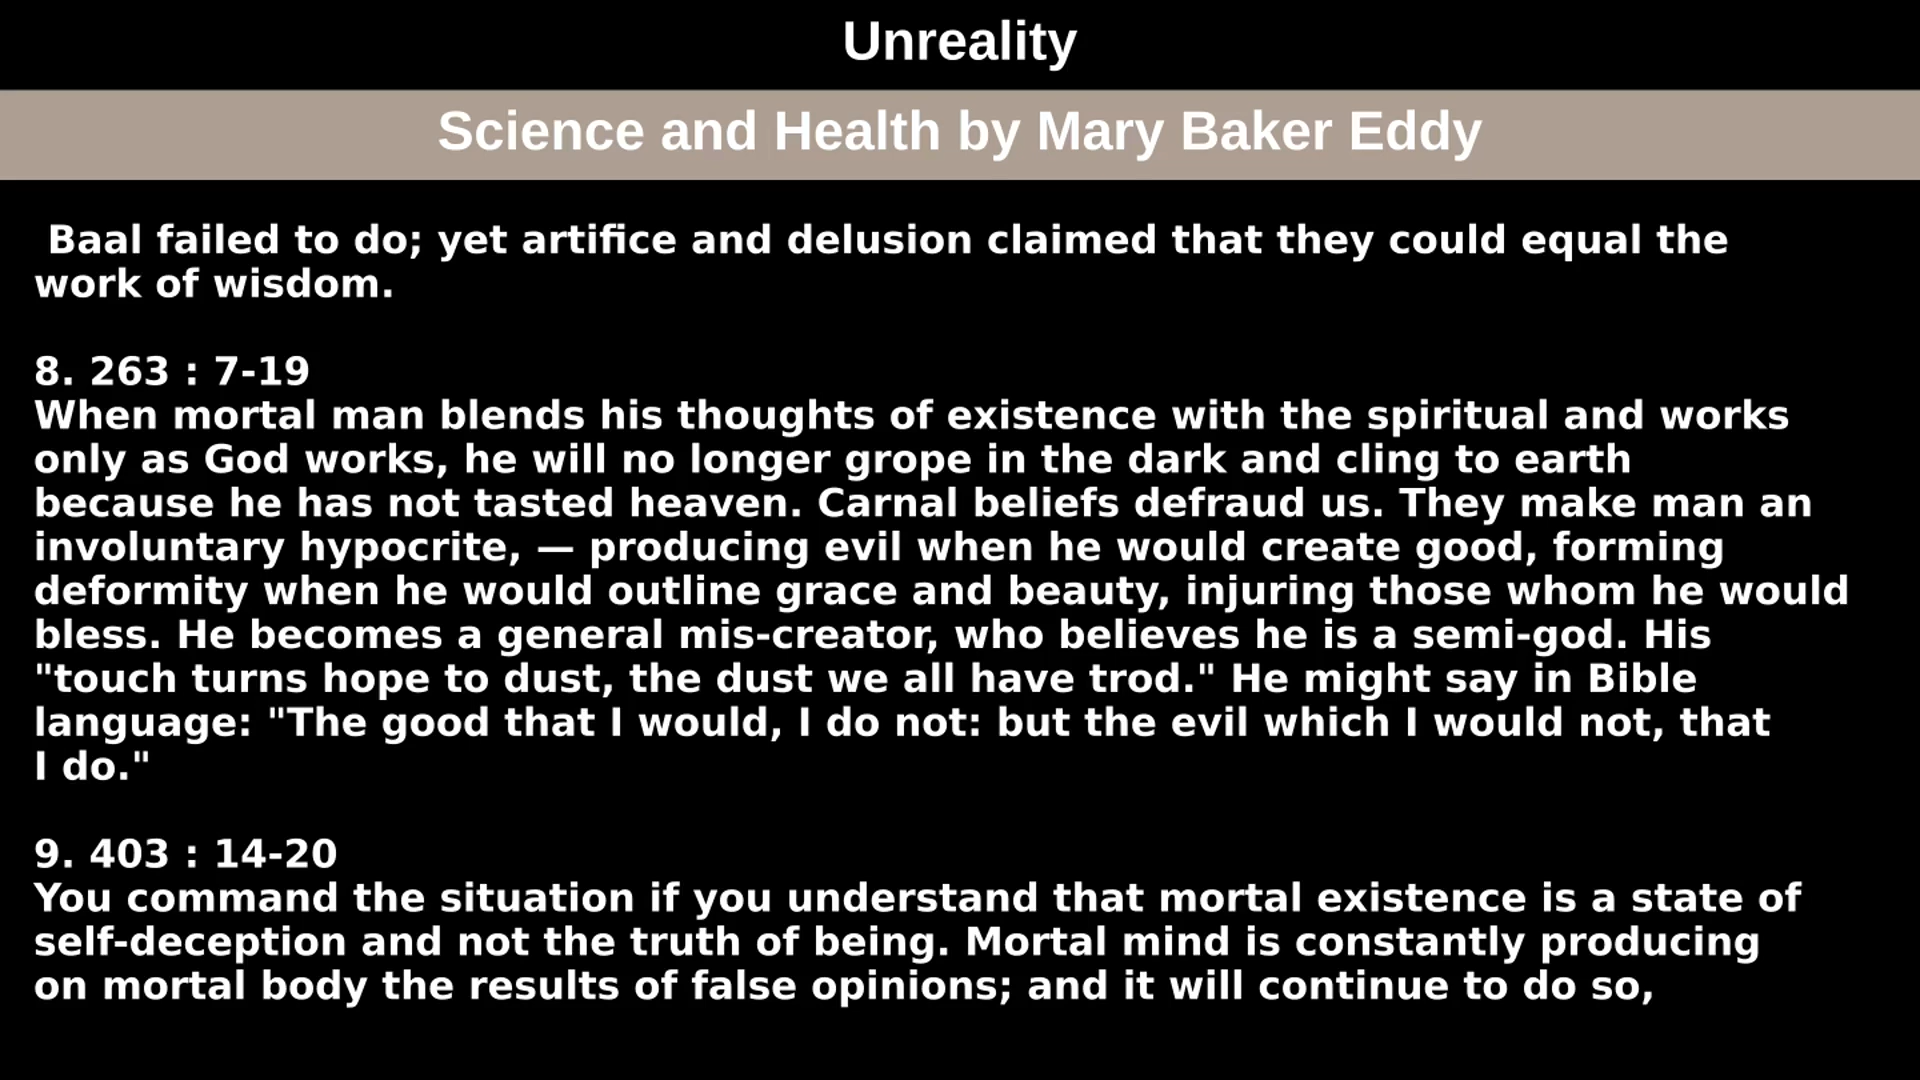 Unreality
Science and Health by Mary Baker Eddy
Baal failed to do; yet artifice and delusion claimed that they could equal the
work of wisdom.
8. 263 : 7-19
When mortal man blends his thoughts of existence with the spiritual and works
only as God works, he will no longer grope in the dark and cling to earth
because he has not tasted heaven. Carnal beliefs defraud us. They make man an
involuntary hypocrite, — producing evil when he would create good, forming
deformity when he would outline grace and beauty, injuring those whom he would
bless. He becomes a general mis-creator, who believes he is a semi-god. His
"touch turns hope to dust, the dust we all have trod." He might say in Bible
language: "The good that I would, I do not: but the evil which I would not, that
I do."
9. 403 : 14-20
You command the situation if you understand that mortal existence is a state of
self-deception and not the truth of being. Mortal mind is constantly producing
on mortal body the results of false opinions; and it will continue to do so,